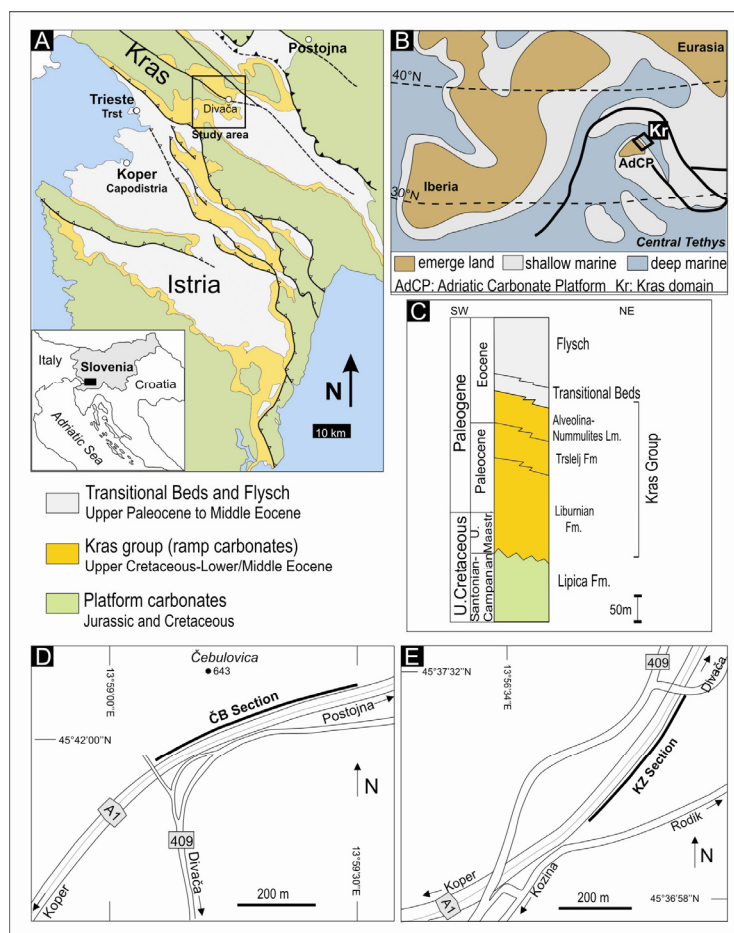 A
Postojna
Kras
Trieste
Trst
Divača
Study area
Koper
Capodistria
Istria
Italy
Slovenia
Croatia
Adriatic Sea
N
10 km
Transitional Beds and Flysch
Upper Paleocene to Middle Eocene
Kras group (ramp carbonates)
Upper Cretaceous-Lower/Middle Eocene
Platform carbonates
Jurassic and Cretaceous
B
Eurasia
40°N
Kr
AdCP
Iberia
30°N
Central Tethys
emerge land
shallow marine
deep marine
AdCP: Adriatic Carbonate Platform Kr: Kras domain
C
SW
NE
Paleogene
Eocene
Paleocene
U.Cretaceous
U.
Maastr.
Santonian-
Campanian
Flysch
Transitional Beds
Alveolina-
Nummulites Lm.
Trslelj Fm
Liburnian
Fm.
Lipica Fm.
Kras Group
50m
D
Čebulovica
643
13°59'00''E
ČB Section
Postojna
45°42'00''N
N
A1
409
Koper
Divača
13°59'3.0'E
200 m
E
45°37'32''N
13°56'34''E
409
Divača
KZ Section
Rodik
N
Koper
A1
Kozina
200 m
45°36'58''N